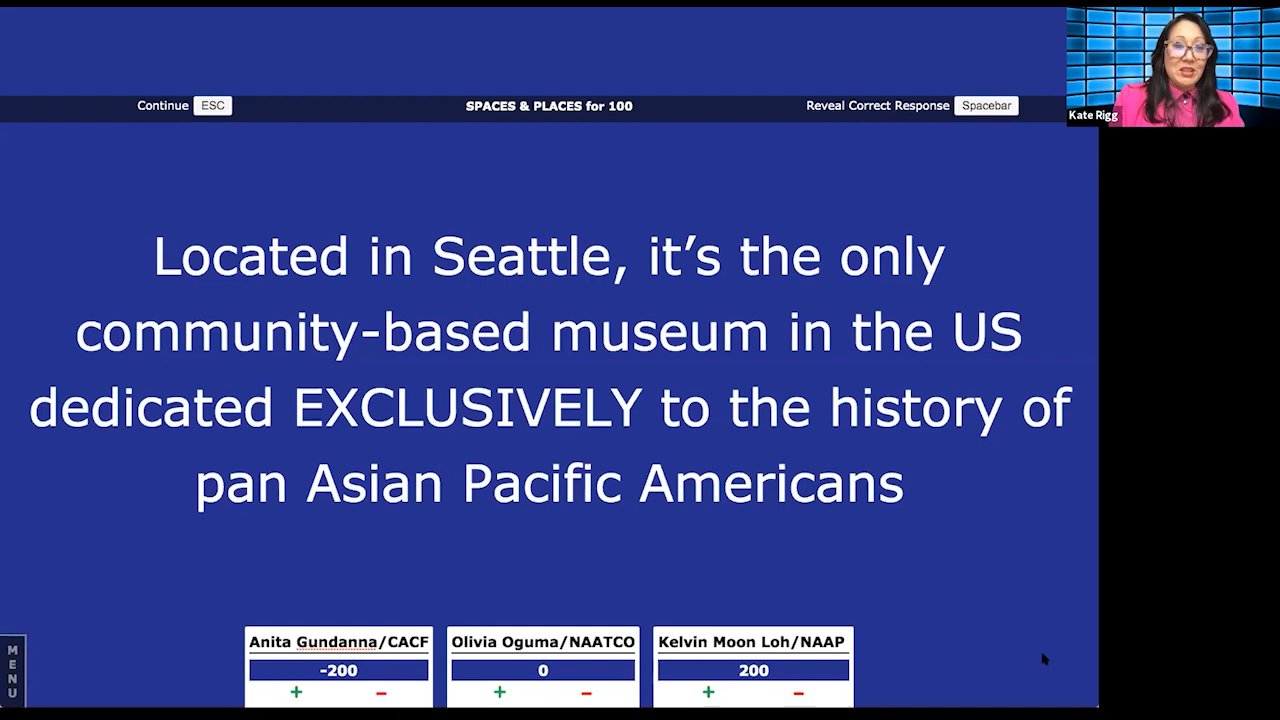 Continue ESC SPACES & PLACES for 100 Reveal Correct Response Spacebar
Kate Rigg
Located in Seattle, it’s the only
community-based museum in the US
dedicated EXCLUSIVELY to the history of
pan Asian Pacific Americans
MENU
Anita Gundanna/CACF Olivia Oguma/NAATCO Kelvin Moon Loh/NAAP
-200 0 200
+ − + − + −